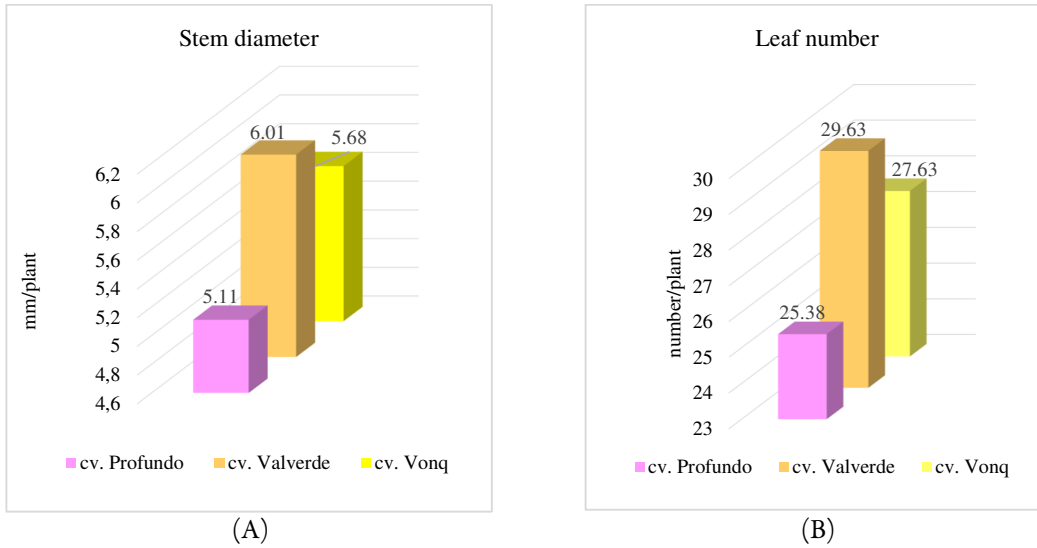 Stem diameter
6.01
5.68
5.11
6,2
6
5,8
5,6
5,4
5,2
5
4,8
4,6
mm/plant
cv. Profundo cv. Valverde cv. Vonq
(A)
Leaf number
29.63
27.63
25.38
30
29
28
27
26
25
24
23
number/plant
cv. Profundo cv. Valverde cv. Vonq
(B)